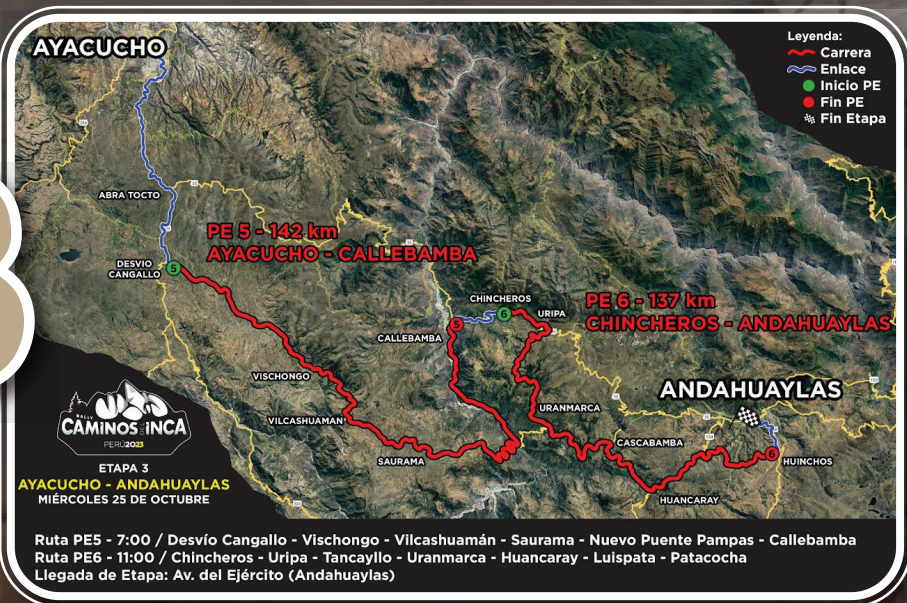 AYACUCHO
Leyenda:
Carrera
Enlace
Inicio PE
Fin PE
Fin Etapa
ABRA TOCTO
PE 5 - 142 km
AYACUCHO - CALLEBAMBA
DESVIO
CANGALLO
5
CHINCHEROS
6
URIPA
PE 6 - 137 km
CHINCHEROS - ANDAHUAYLAS
5
CALLEBAMBA
VISCHONGO
ANDAHUAYLAS
VILCASHUAMAN
URANMARCA
CASCABAMBA
SAURAMA
6
HUINCHOS
HUANCARAY
RALLY
CAMINOS DEL INCA
PERÚ2023
ETAPA 3
AYACUCHO - ANDAHUAYLAS
MIÉRCOLES 25 DE OCTUBRE
Ruta PE5 - 7:00 / Desvío Cangallo - Vischongo - Vilcashuamán - Saurama - Nuevo Puente Pampas - Callebamba
Ruta PE6 - 11:00 / Chincheros - Uripa - Tancayllo - Uranmarca - Huancaray - Luispata - Patacocha
Llegada de Etapa: Av. del Ejército (Andahuaylas)